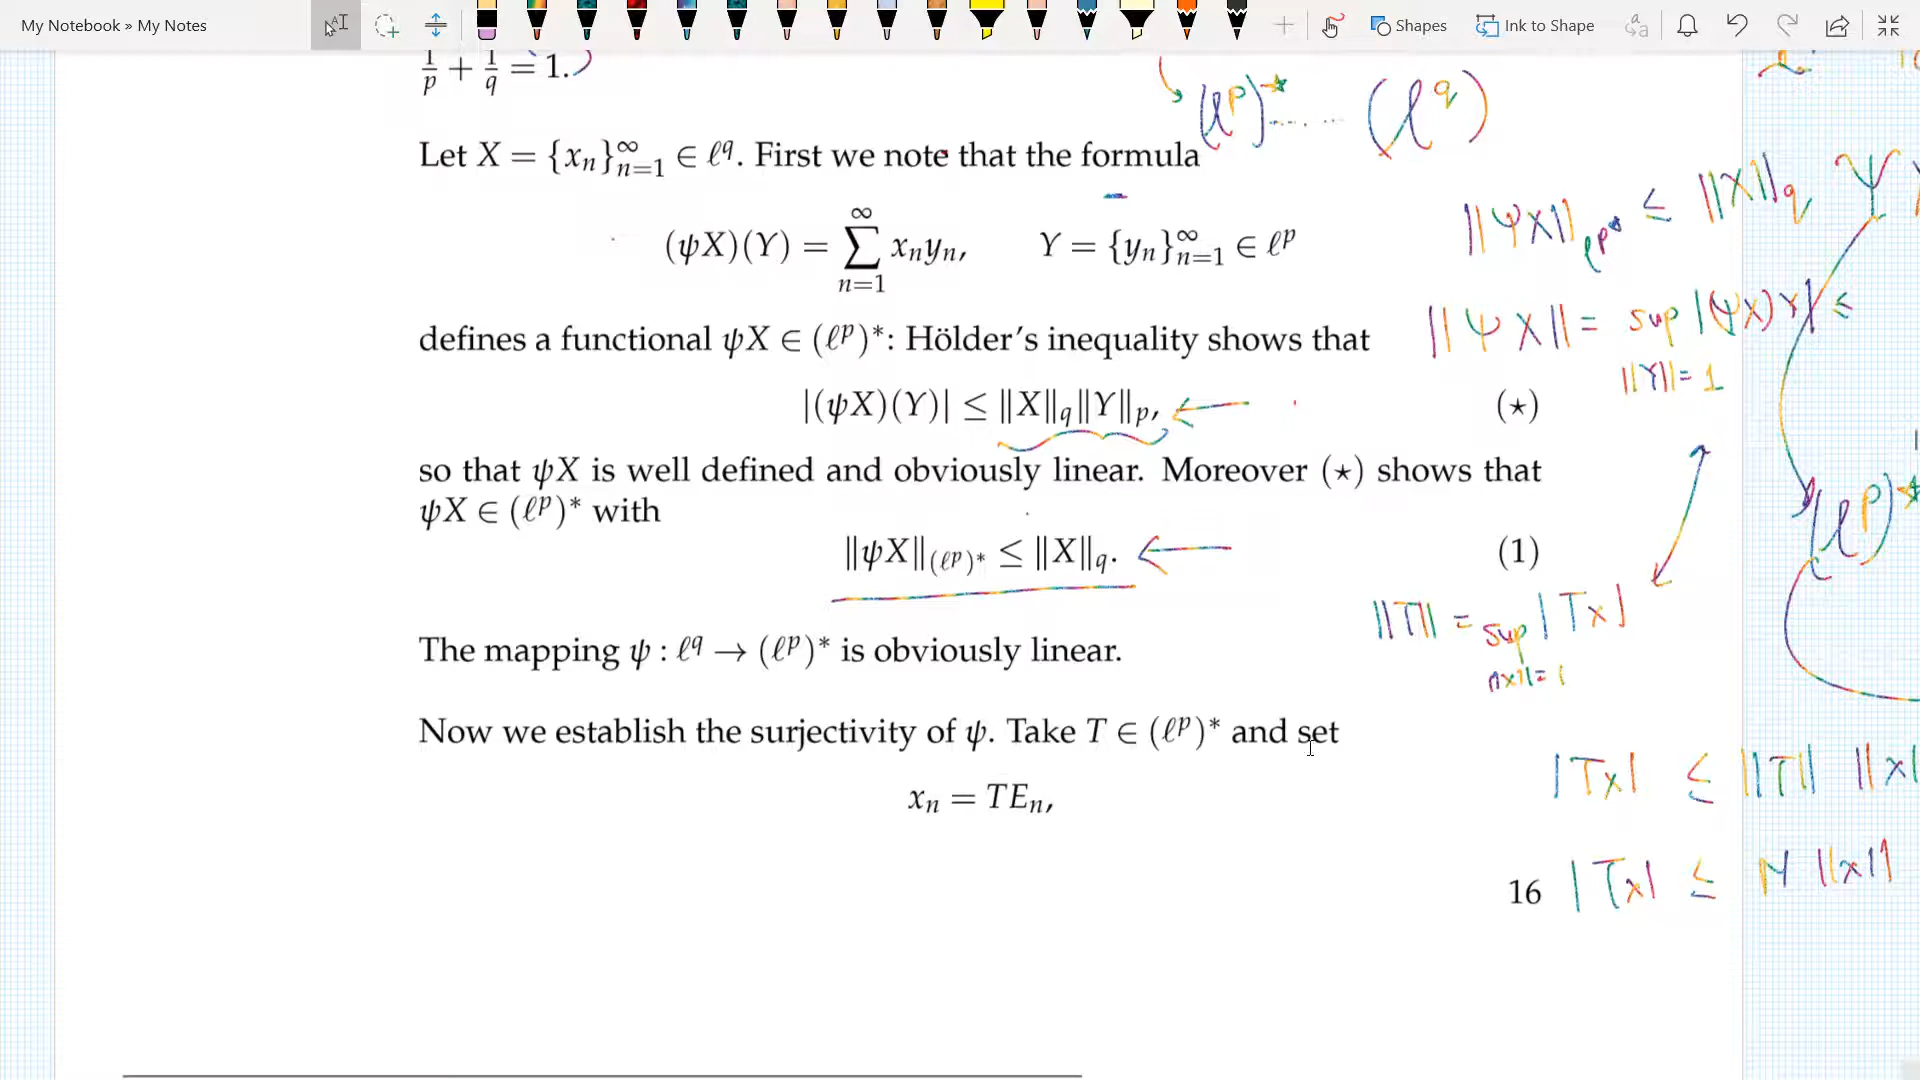 My Notebook » My Notes
Shapes
Ink to Shape
1/p + 1/q = 1.
(ℓ^p)^* ..... (ℓ^q)
Let X = {x_n}_{n=1}^∞ ∈ ℓ^q. First we note that the formula
||ΨX||_{ℓ^{p*}} ≤ ||X||_q Ψ
(ψX)(Y) = ∑_{n=1}^∞ x_n y_n, Y = {y_n}_{n=1}^∞ ∈ ℓ^p
defines a functional ψX ∈ (ℓ^p)^*: Hölder's inequality shows that
||ΨX|| = sup |(ΨX)Y| ≤
||Y|| = 1
|(ψX)(Y)| ≤ ‖X‖_q‖Y‖_p, (⋆)
so that ψX is well defined and obviously linear. Moreover (⋆) shows that
ψX ∈ (ℓ^p)^* with
(ℓ^p)^*
‖ψX‖_{(ℓ^p)^*} ≤ ‖X‖_q. (1)
||T|| = sup |Tx|
||x|| = 1
The mapping ψ : ℓ^q → (ℓ^p)^* is obviously linear.
Now we establish the surjectivity of ψ. Take T ∈ (ℓ^p)^* and set
|Tx| ≤ ||T|| ||x|
x_n = TE_n,
16
|Tx| ≤ M ||x||